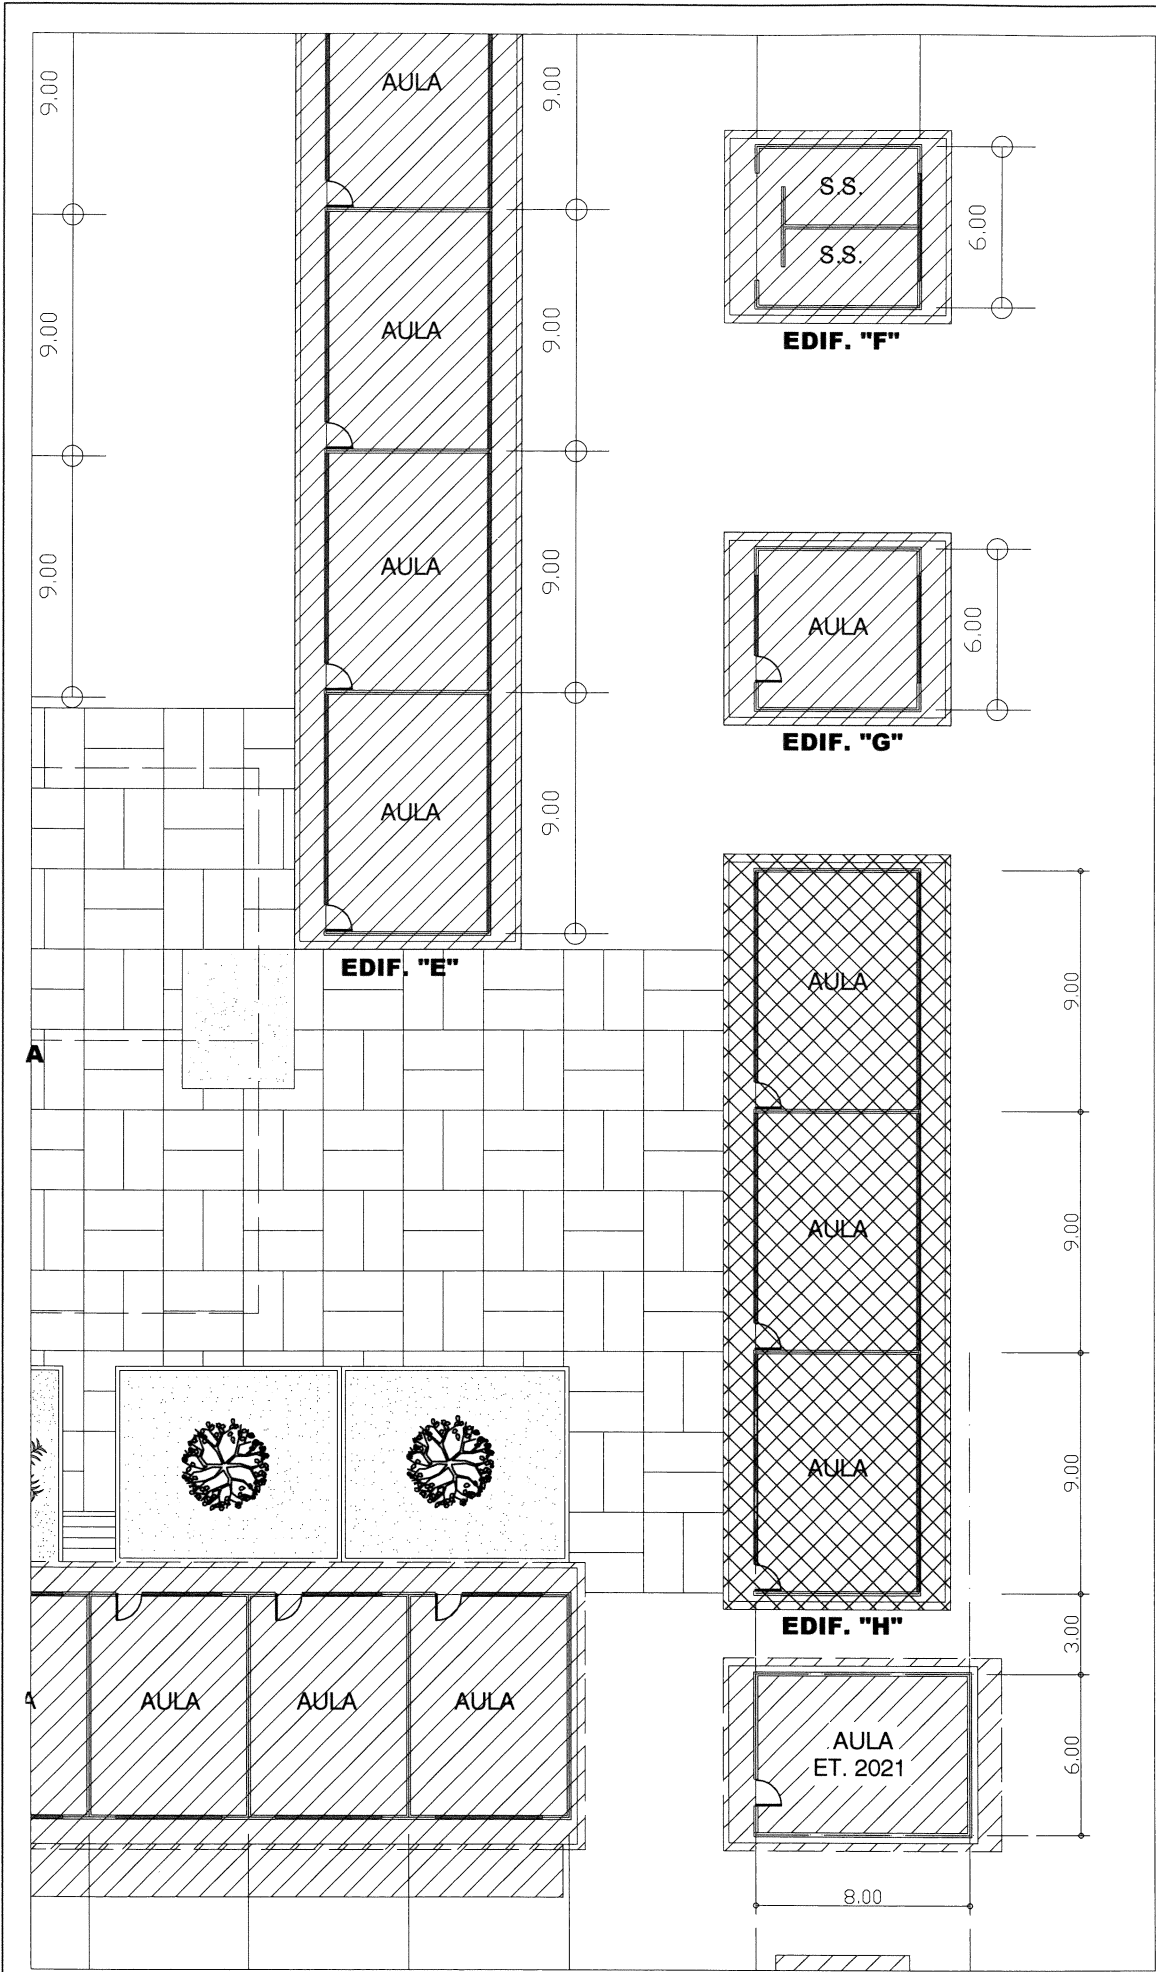 9.00
AULA
9.00
S.S.
S.S.
6.00
EDIF. "F"
9.00
AULA
9.00
9.00
AULA
9.00
AULA
6.00
EDIF. "G"
AULA
9.00
EDIF. "E"
AULA
9.00
A
AULA
9.00
AULA
9.00
EDIF. "H"
3.00
A
AULA
AULA
AULA
AULA
ET. 2021
6.00
8.00